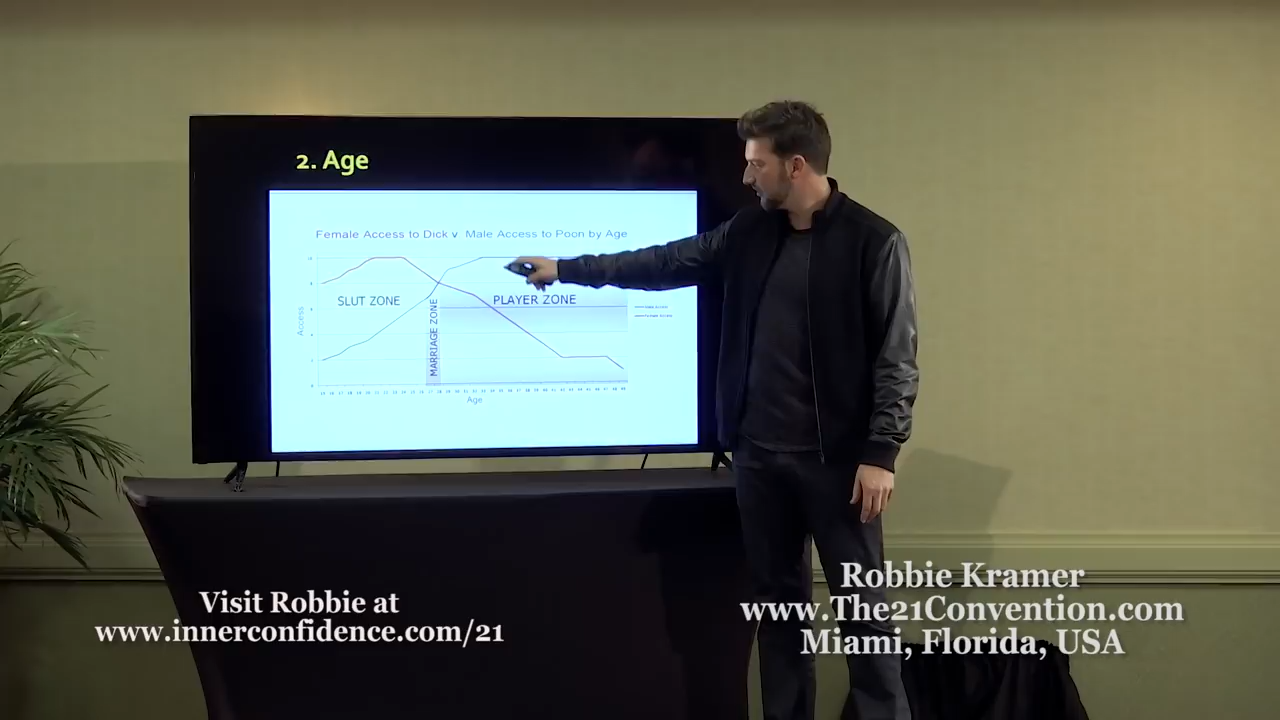 2. Age
Female Access to Dick v Male Access to Poon by Age
SLUT ZONE
MARRIAGE ZONE
PLAYER ZONE
Access
Age
Visit Robbie at
www.innerconfidence.com/21
Robbie Kramer
www.The21Convention.com
Miami, Florida, USA